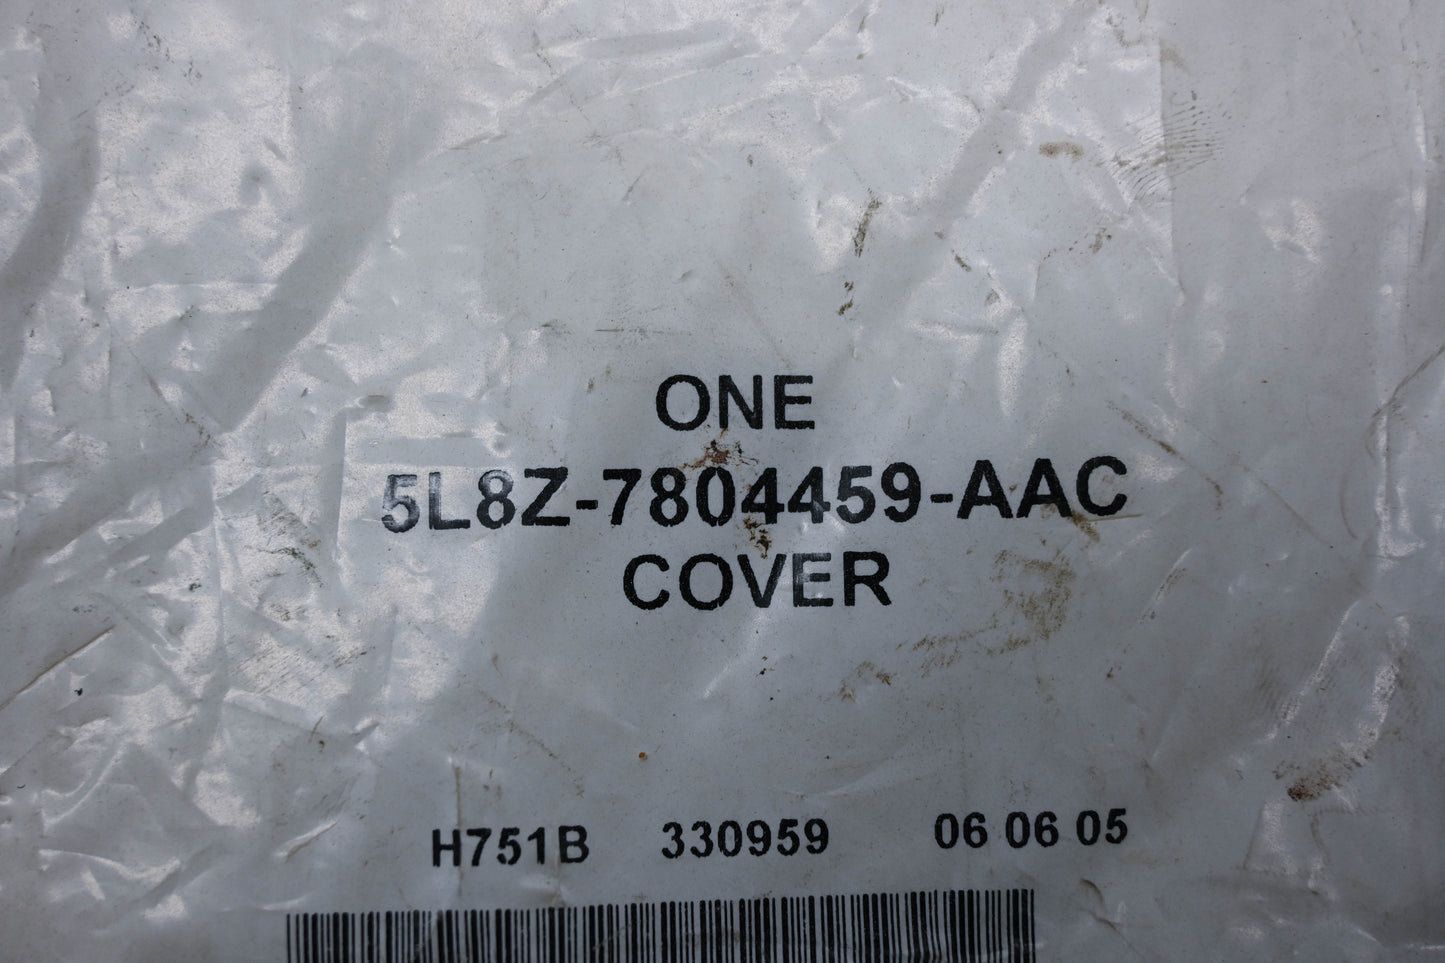 ONE
5L8Z-7804459-AAC
COVER
H751B 330959 06 06 05